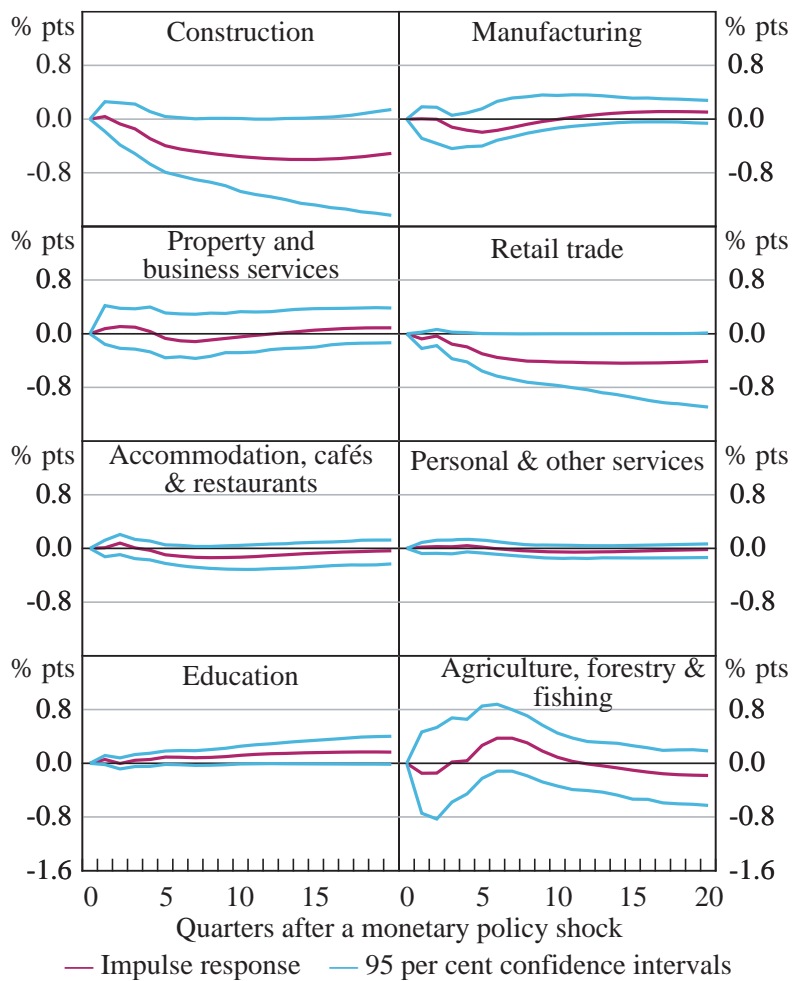 % pts Construction Manufacturing % pts
0.8 0.8
0.0 0.0
-0.8 -0.8
% pts Property and business services Retail trade % pts
0.8 0.8
0.0 0.0
-0.8 -0.8
% pts Accommodation, cafés & restaurants Personal & other services % pts
0.8 0.8
0.0 0.0
-0.8 -0.8
% pts Education Agriculture, forestry & fishing % pts
0.8 0.8
0.0 0.0
-0.8 -0.8
-1.6 -1.6
0 5 10 15 0 5 10 15 20
Quarters after a monetary policy shock
Impulse response 95 per cent confidence intervals